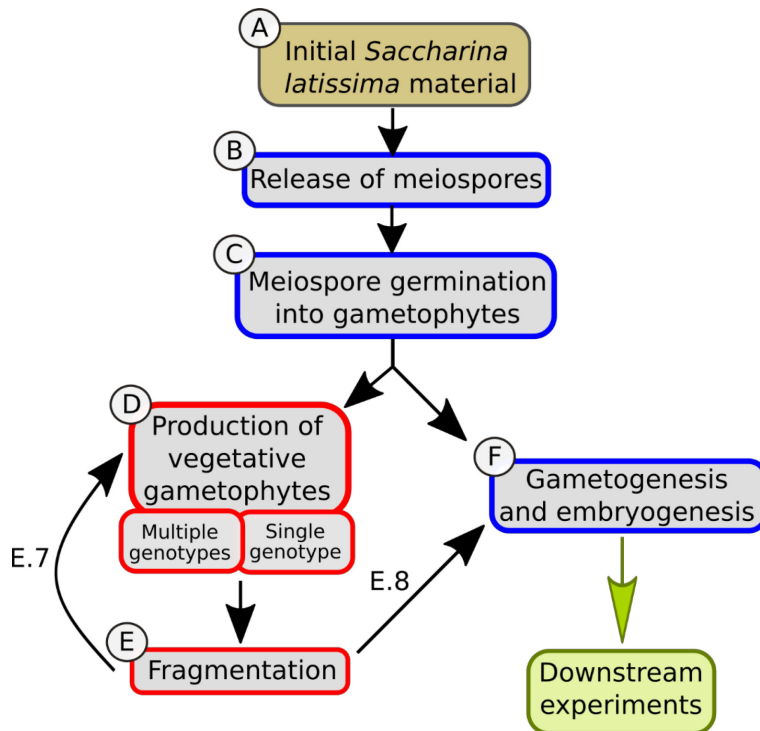 A
Initial Saccharina
latissima material
B
Release of meiospores
C
Meiospore germination
into gametophytes
D
Production of
vegetative
gametophytes
Multiple
genotypes
Single
genotype
F
Gametogenesis
and embryogenesis
E.7
E.8
E
Fragmentation
Downstream
experiments